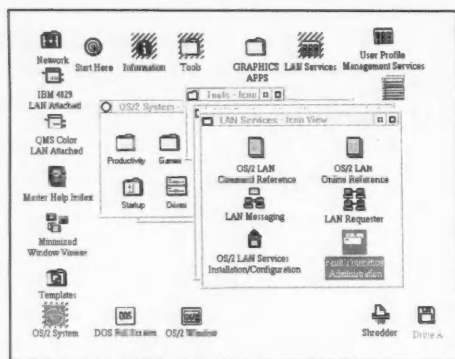 Network
Start Here
Information
Tools
GRAPHICS
APPS
LAN Services
User Profile
Management Services
IBM 4029
LAN Attached
QMS Color
LAN Attached
Master Help Index
Minimized
Window Viewer
Templates
OS/2 System
DOS Full Screen
OS/2 Window
Shredder
Drive A
OS/2 System -
Productivity
Games
Startup
Drives
Tools - Icon
LAN Services - Icon View
OS/2 LAN
Command Reference
OS/2 LAN
Online Reference
LAN Messaging
LAN Requester
OS/2 LAN Services
Installation/Configuration
Administration